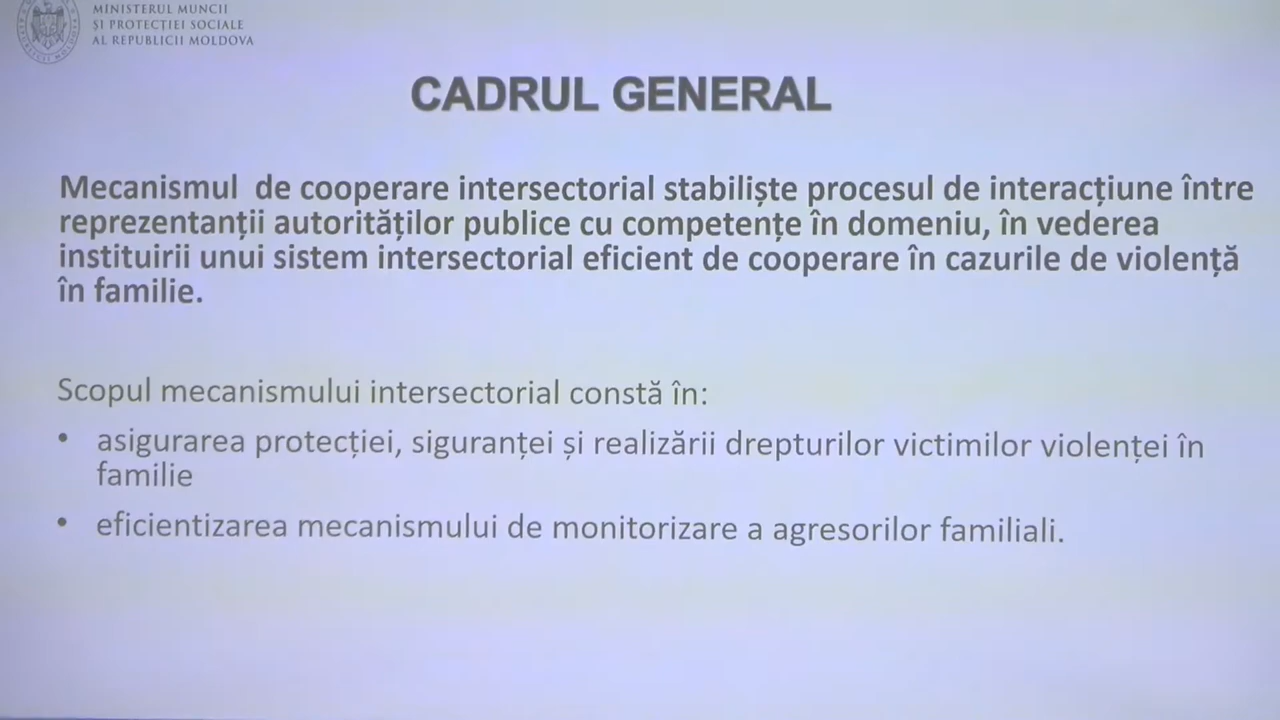 MINISTERUL MUNCII
ȘI PROTECȚIEI SOCIALE
AL REPUBLICII MOLDOVA
CADRUL GENERAL
Mecanismul de cooperare intersectorial stabilește procesul de interacțiune între
reprezentanții autorităților publice cu competențe în domeniu, în vederea
instituirii unui sistem intersectorial eficient de cooperare în cazurile de violență
în familie.
Scopul mecanismului intersectorial constă în:
• asigurarea protecției, siguranței și realizării drepturilor victimilor violenței în
familie
• eficientizarea mecanismului de monitorizare a agresorilor familiali.